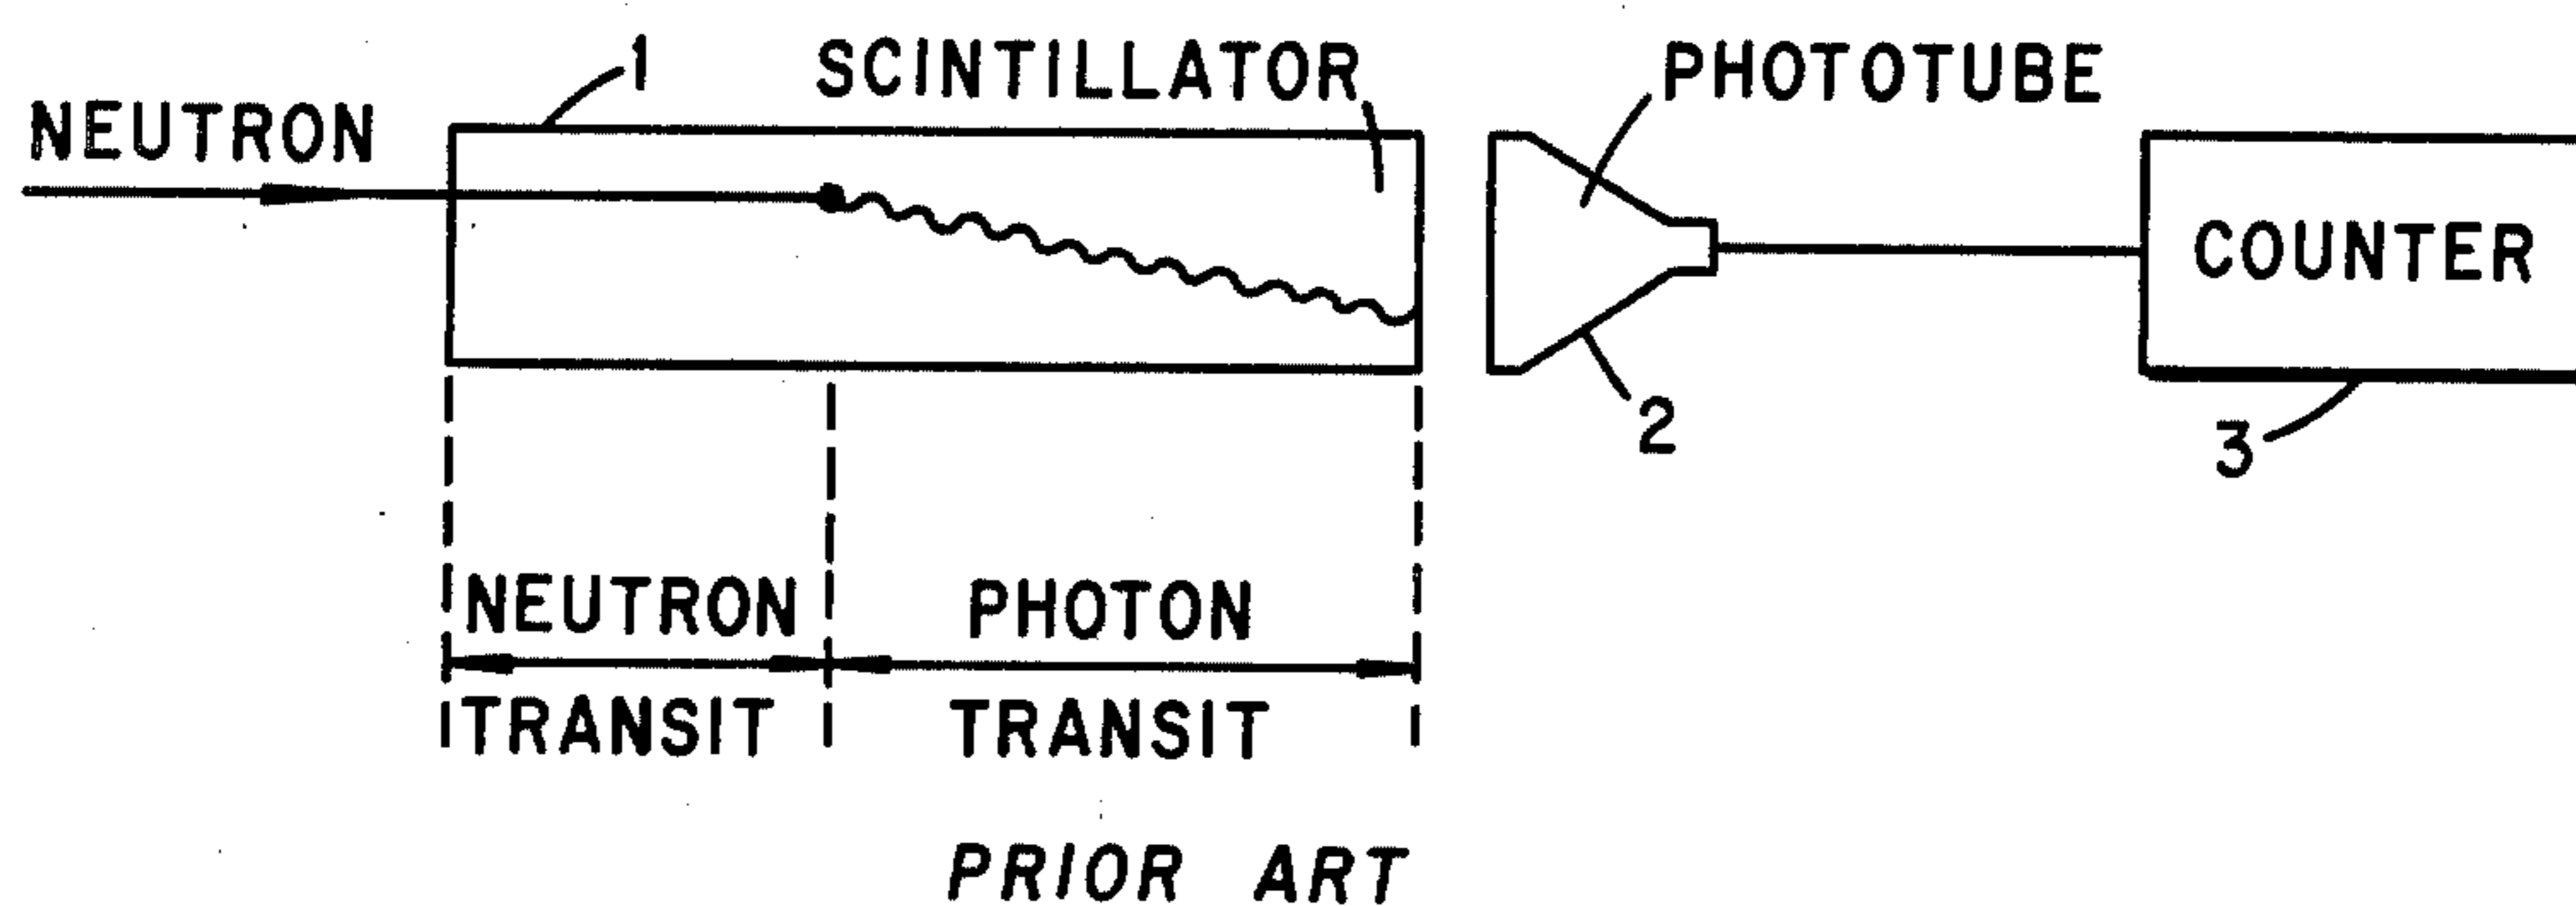 1
SCINTILLATOR
PHOTOTUBE
NEUTRON
COUNTER
2
3
NEUTRON
TRANSIT
PHOTON
TRANSIT
PRIOR ART